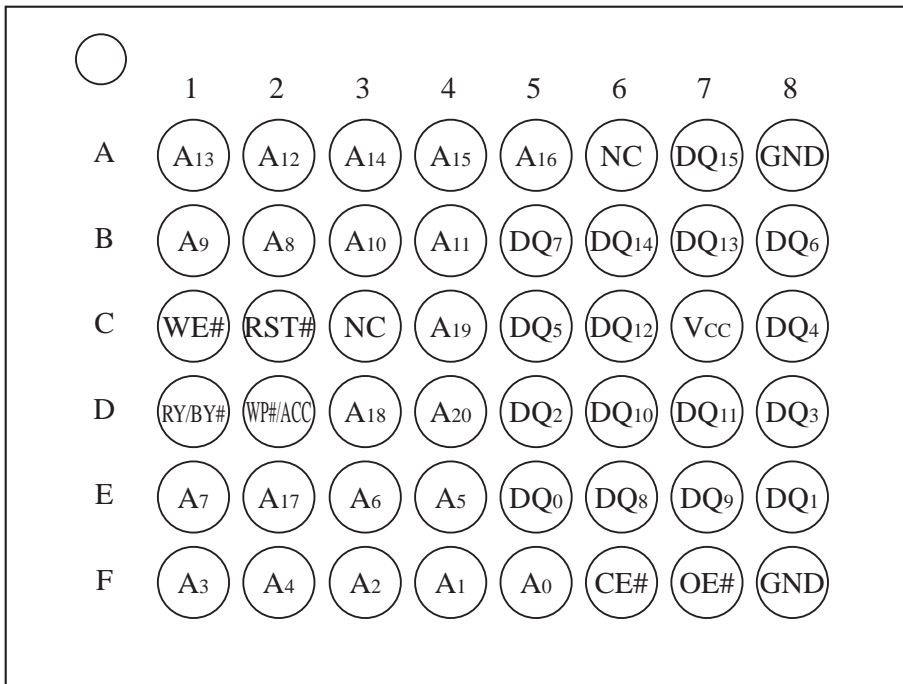 1 2 3 4 5 6 7 8
A A13 A12 A14 A15 A16 NC DQ15 GND
B A9 A8 A10 A11 DQ7 DQ14 DQ13 DQ6
C WE# RST# NC A19 DQ5 DQ12 VCC DQ4
D RY/BY# WP#/ACC A18 A20 DQ2 DQ10 DQ11 DQ3
E A7 A17 A6 A5 DQ0 DQ8 DQ9 DQ1
F A3 A4 A2 A1 A0 CE# OE# GND